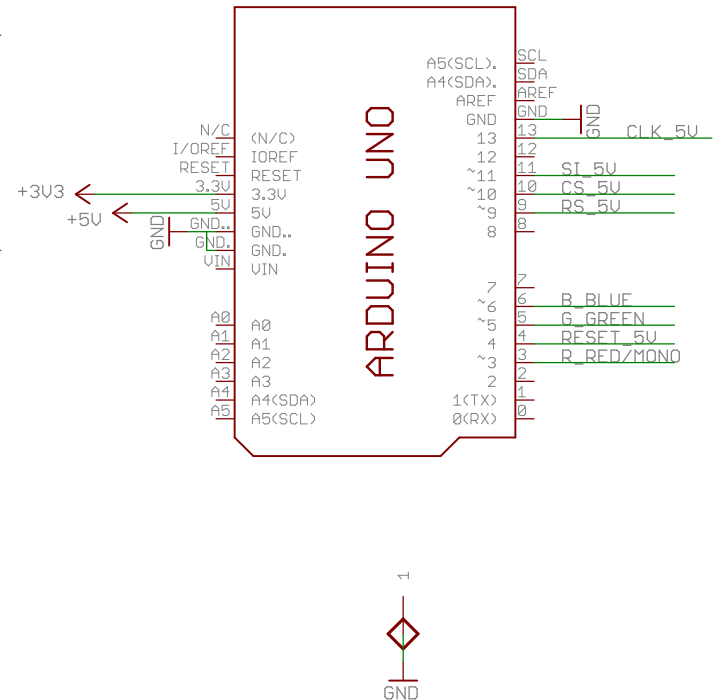 ARDUINO UNO
N/C
I/OREF
RESET
3.3V
5V
GND..
GND.
VIN
A0
A1
A2
A3
A4
A5
+3V3
+5V
GND
(N/C)
IOREF
RESET
3.3V
5V
GND..
GND.
VIN
A0
A1
A2
A3
A4(SDA)
A5(SCL)
A5(SCL).
A4(SDA).
AREF
GND
13
12
~11
~10
~9
8
7
~6
~5
4
~3
2
1(TX)
0(RX)
SCL
SDA
AREF
GND
13
12
11
10
9
8
7
6
5
4
3
2
1
0
GND
CLK_5V
SI_5V
CS_5V
RS_5V
B_BLUE
G_GREEN
RESET_5V
R_RED/MONO
1
GND